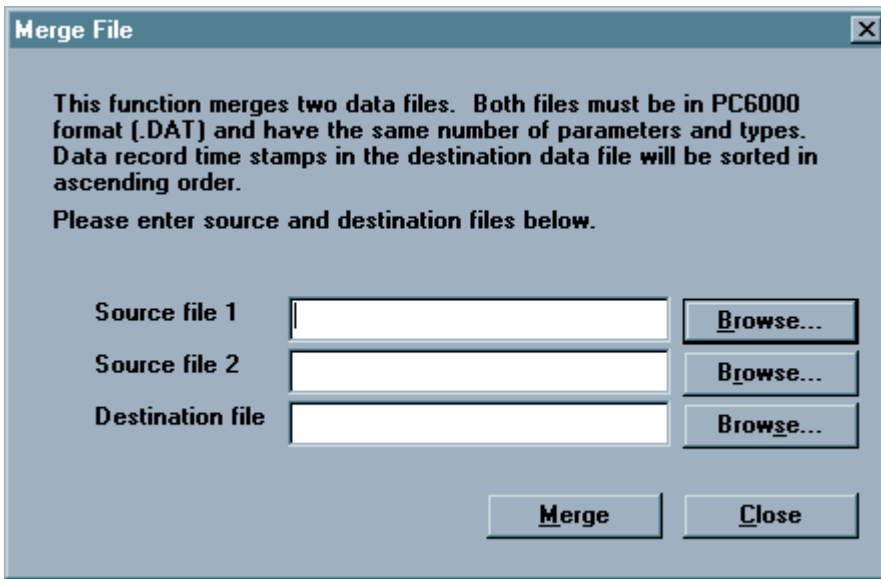 Merge File
This function merges two data files.  Both files must be in PC6000
format (.DAT) and have the same number of parameters and types.
Data record time stamps in the destination data file will be sorted in
ascending order.
Please enter source and destination files below.
Source file 1
Browse...
Source file 2
Browse...
Destination file
Browse...
Merge
Close